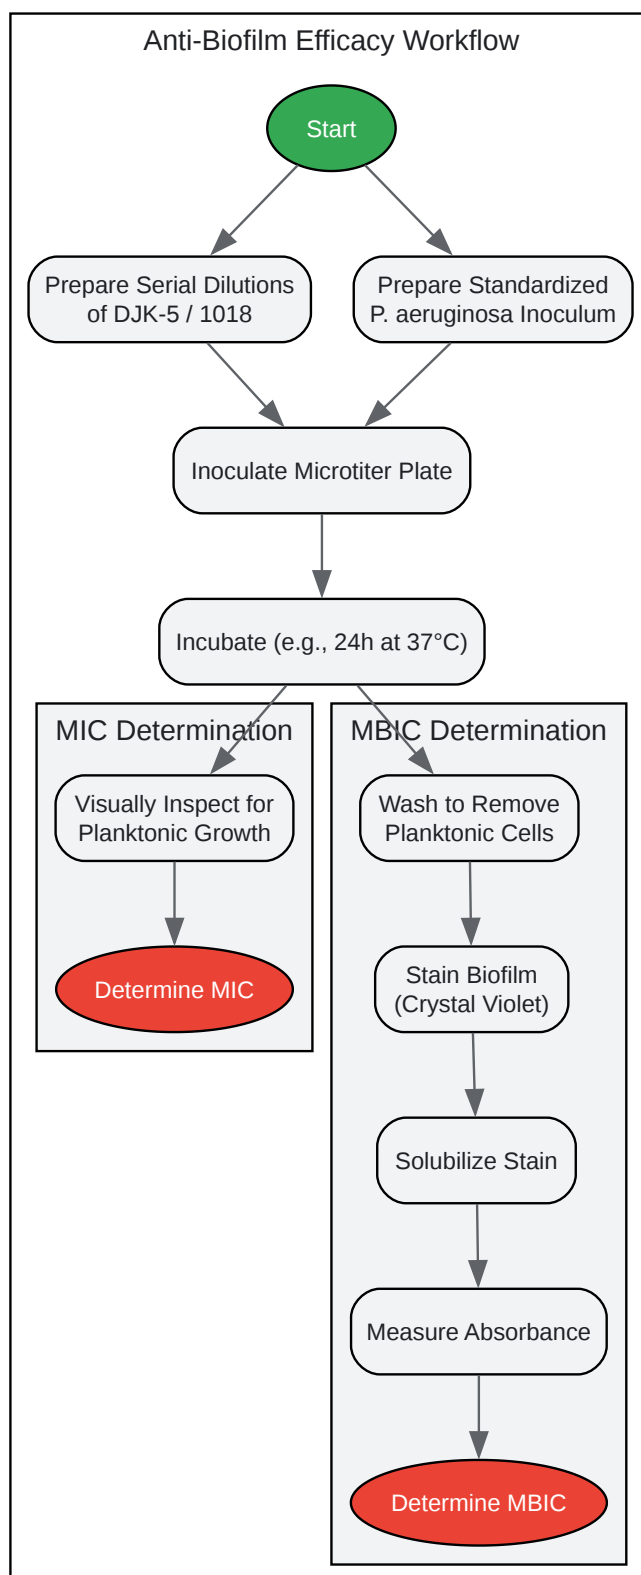 Anti-Biofilm Efficacy Workflow
Start
Prepare Serial Dilutions
of DJK-5 / 1018
Prepare Standardized
P. aeruginosa Inoculum
Inoculate Microtiter Plate
Incubate (e.g., 24h at 37°C)
MIC Determination
Visually Inspect for
Planktonic Growth
Determine MIC
MBIC Determination
Wash to Remove
Planktonic Cells
Stain Biofilm
(Crystal Violet)
Solubilize Stain
Measure Absorbance
Determine MBIC